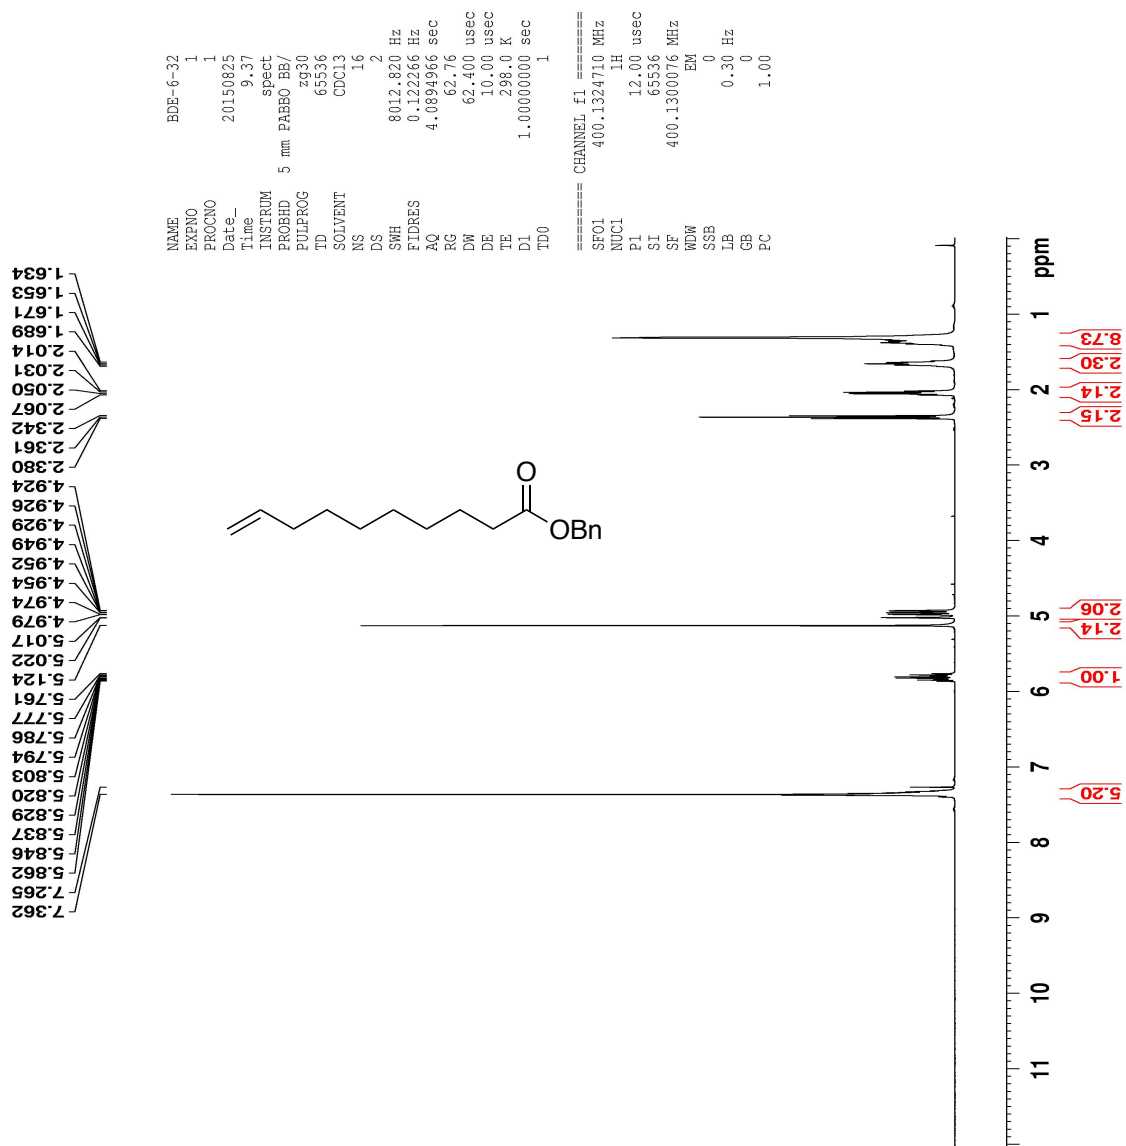 NAME BDE-6-32
EXPNO 1
PROCNO 1
Date_ 20150825
Time 9.37
INSTRUM spect
PROBHD 5 mm PABBO BB/
PULPROG zg30
TD 65536
SOLVENT CDCl3
NS 16
DS 2
SWH 8012.820 Hz
FIDRES 0.122266 Hz
AQ 4.0894966 sec
RG 62.76
DW 62.400 usec
DE 10.00 usec
TE 298.0 K
D1 1.00000000 sec
TD0 1
======== CHANNEL f1 ========
SFO1 400.1324710 MHz
NUC1 1H
P1 12.00 usec
SI 65536
SF 400.1300076 MHz
WDW EM
SSB 0
LB 0.30 Hz
GB 0
PC 1.00
1.634
1.653
1.671
1.689
2.014
2.031
2.050
2.067
2.342
2.361
2.380
4.924
4.926
4.929
4.949
4.952
4.954
4.974
4.979
5.017
5.022
5.124
5.761
5.777
5.786
5.794
5.803
5.820
5.829
5.837
5.846
5.862
7.265
7.362
O
OBn
ppm
1
2
3
4
5
6
7
8
9
10
11
8.73
2.30
2.14
2.15
2.06
2.14
1.00
5.20